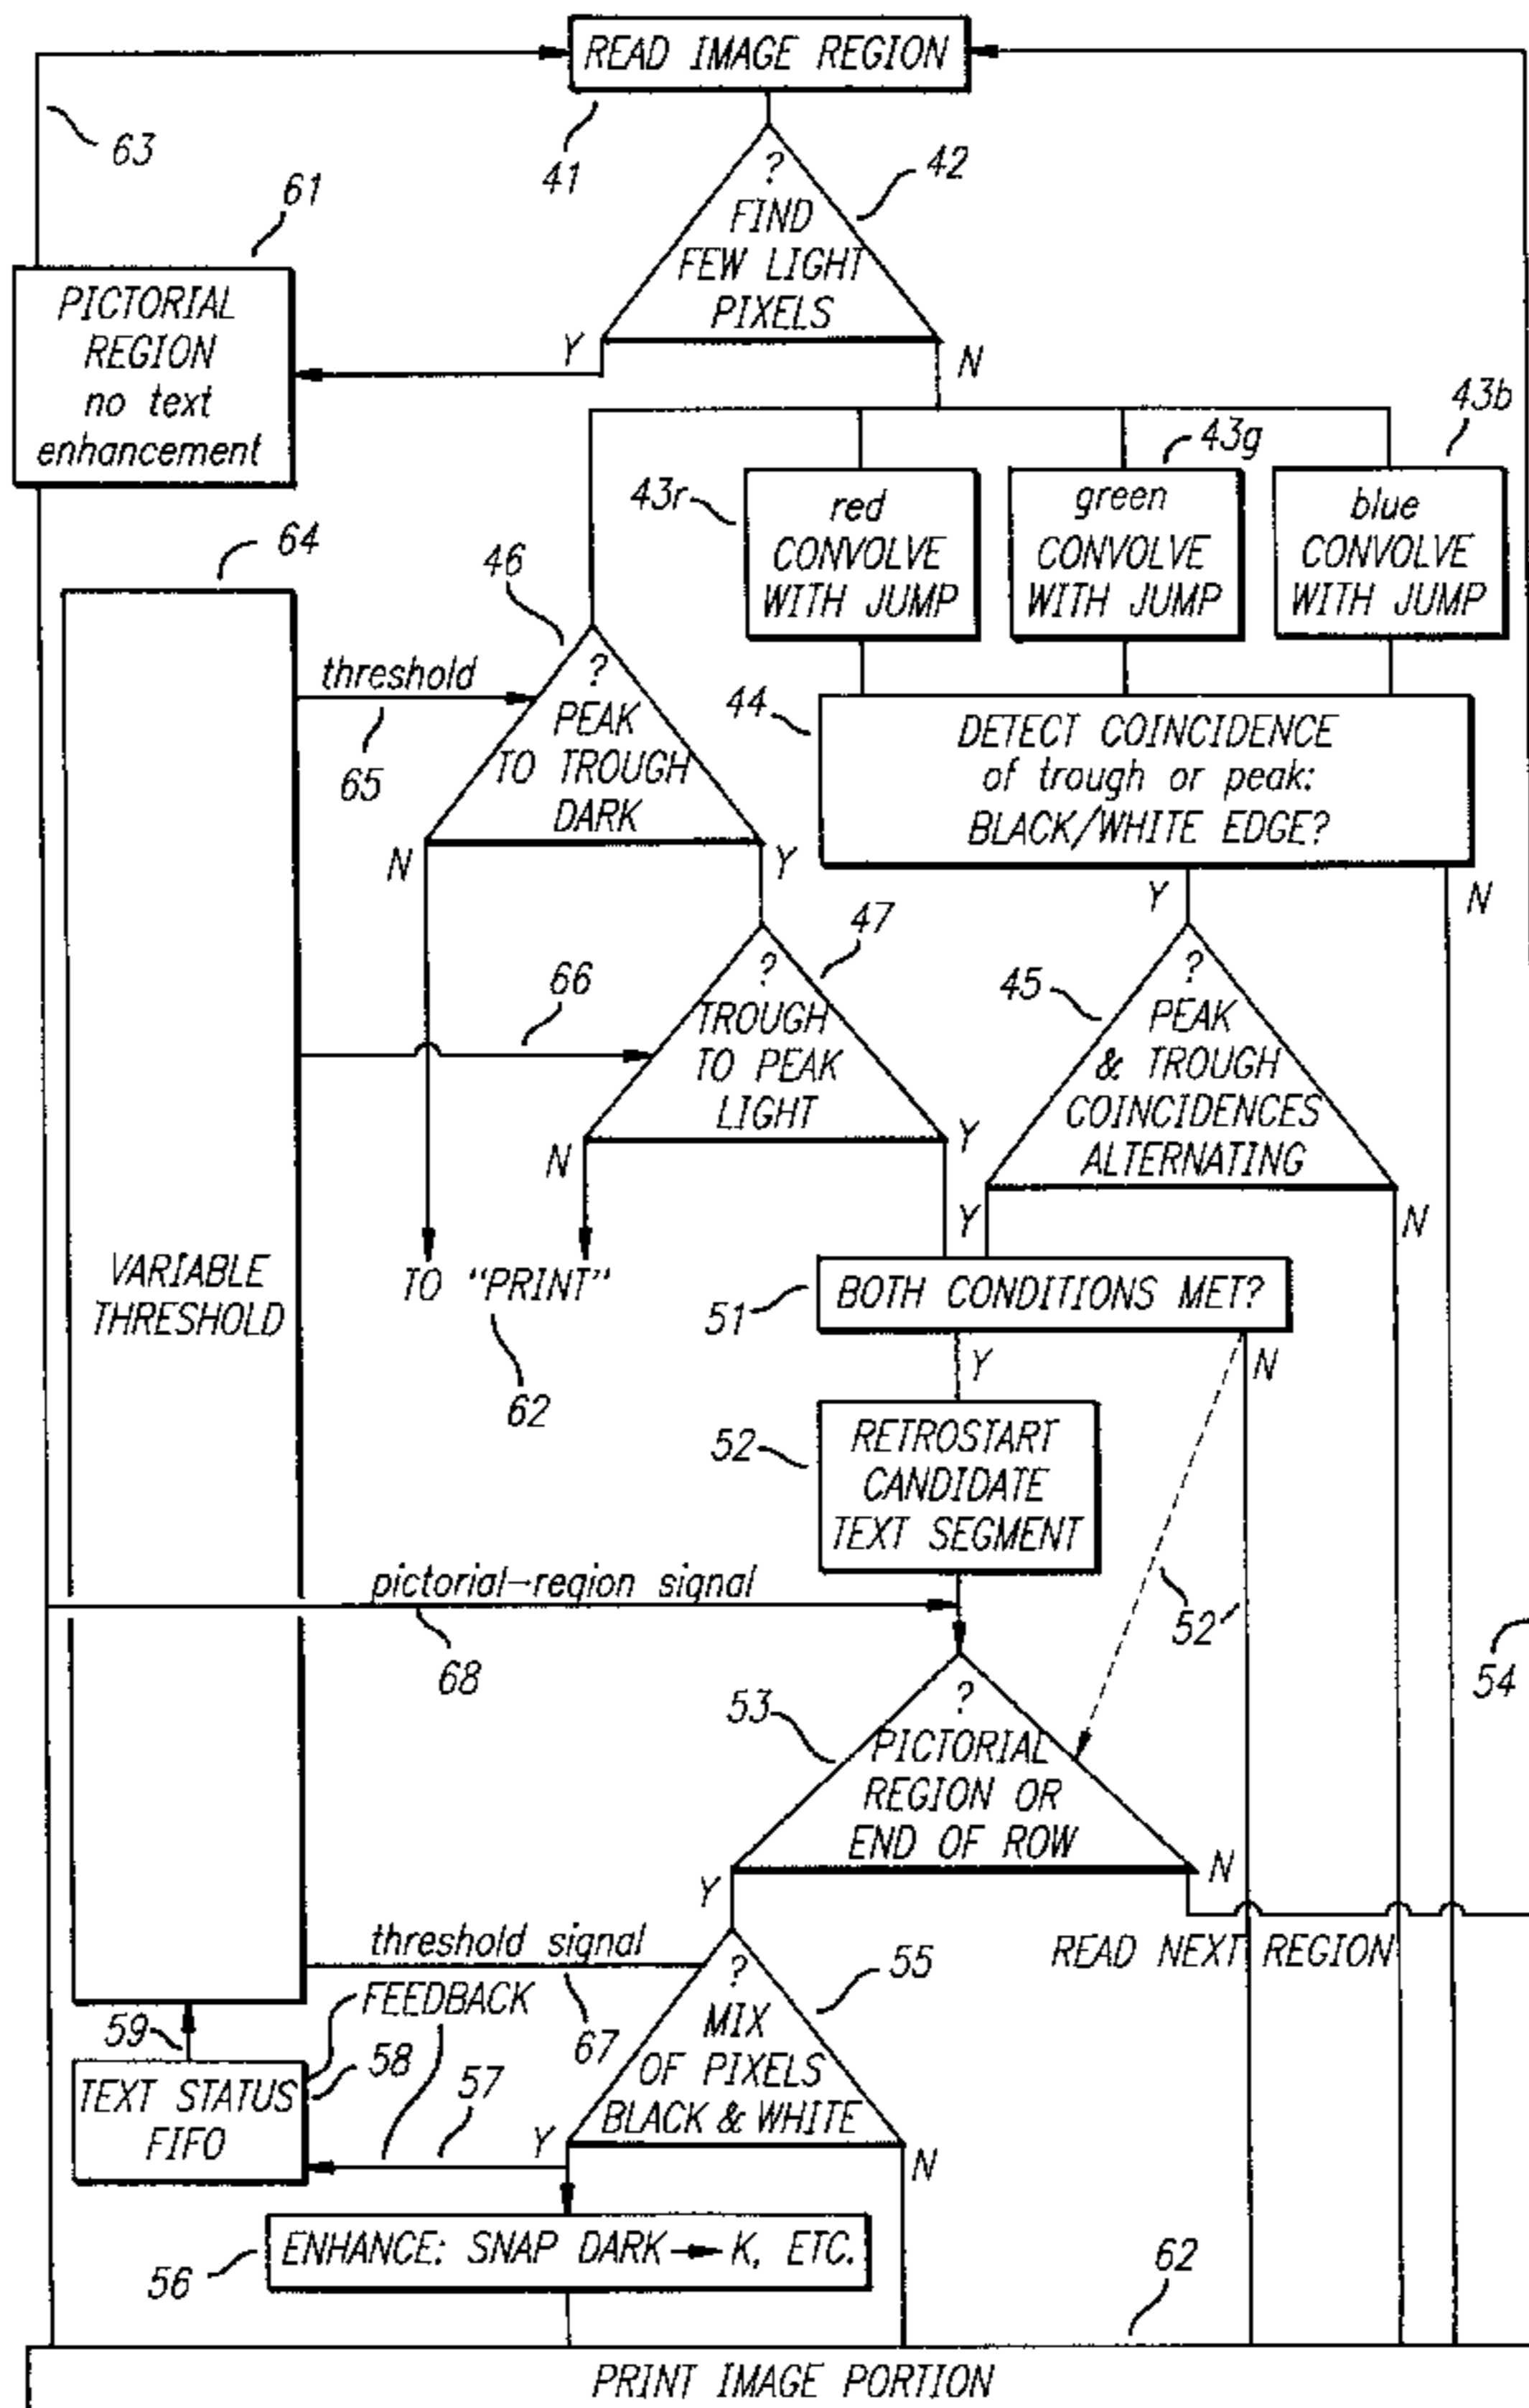 READ IMAGE REGION
63
41
42
61
?
FIND
FEW LIGHT
PIXELS
Y
N
PICTORIAL
REGION
no text
enhancement
43b
43g
43r
red
CONVOLVE
WITH JUMP
green
CONVOLVE
WITH JUMP
blue
CONVOLVE
WITH JUMP
64
46
threshold
65
?
PEAK
TO TROUGH
DARK
N
Y
44
DETECT COINCIDENCE
of trough or peak:
BLACK/WHITE EDGE?
Y
N
47
66
?
TROUGH
TO PEAK
LIGHT
N
Y
45
?
PEAK
& TROUGH
COINCIDENCES
ALTERNATING
Y
N
VARIABLE
THRESHOLD
TO "PRINT"
62
51
BOTH CONDITIONS MET?
Y
N
52
RETROSTART
CANDIDATE
TEXT SEGMENT
pictorial-region signal
68
52'
54
53
?
PICTORIAL
REGION OR
END OF ROW
Y
N
READ NEXT REGION
threshold signal
67
FEEDBACK
55
?
MIX
OF PIXELS
BLACK & WHITE
Y
N
59
58
57
TEXT STATUS
FIFO
56
ENHANCE: SNAP DARK → K, ETC.
62
PRINT IMAGE PORTION